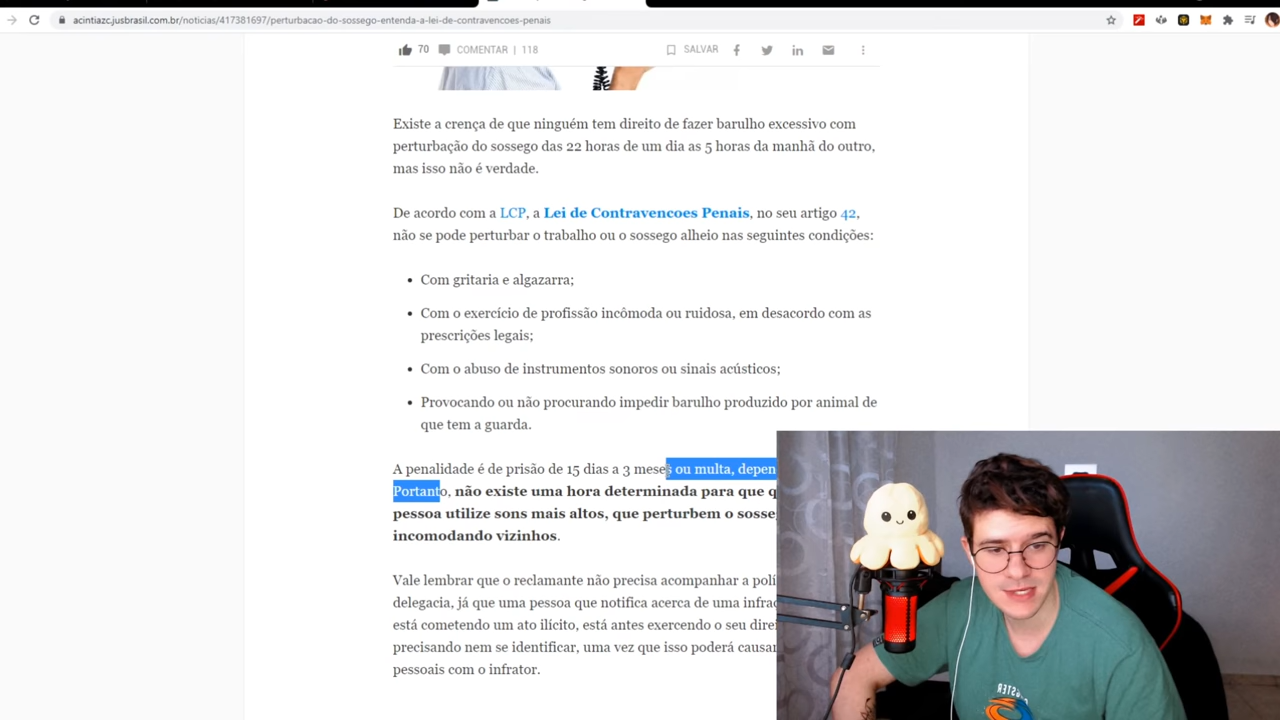 acintiazc.jusbrasil.com.br/noticias/417381697/perturbacao-do-sossego-entenda-a-lei-de-contravencoes-penais
70 COMENTAR | 118 SALVAR
Existe a crença de que ninguém tem direito de fazer barulho excessivo com
perturbação do sossego das 22 horas de um dia as 5 horas da manhã do outro,
mas isso não é verdade.
De acordo com a LCP, a Lei de Contravencoes Penais, no seu artigo 42,
não se pode perturbar o trabalho ou o sossego alheio nas seguintes condições:
• Com gritaria e algazarra;
• Com o exercício de profissão incômoda ou ruidosa, em desacordo com as
prescrições legais;
• Com o abuso de instrumentos sonoros ou sinais acústicos;
• Provocando ou não procurando impedir barulho produzido por animal de
que tem a guarda.
A penalidade é de prisão de 15 dias a 3 meses ou multa, depen
Portanto, não existe uma hora determinada para que q
pessoa utilize sons mais altos, que perturbem o sosse
incomodando vizinhos.
Vale lembrar que o reclamante não precisa acompanhar a polí
delegacia, já que uma pessoa que notifica acerca de uma infra
está cometendo um ato ilícito, está antes exercendo o seu dire
precisando nem se identificar, uma vez que isso poderá causa
pessoais com o infrator.